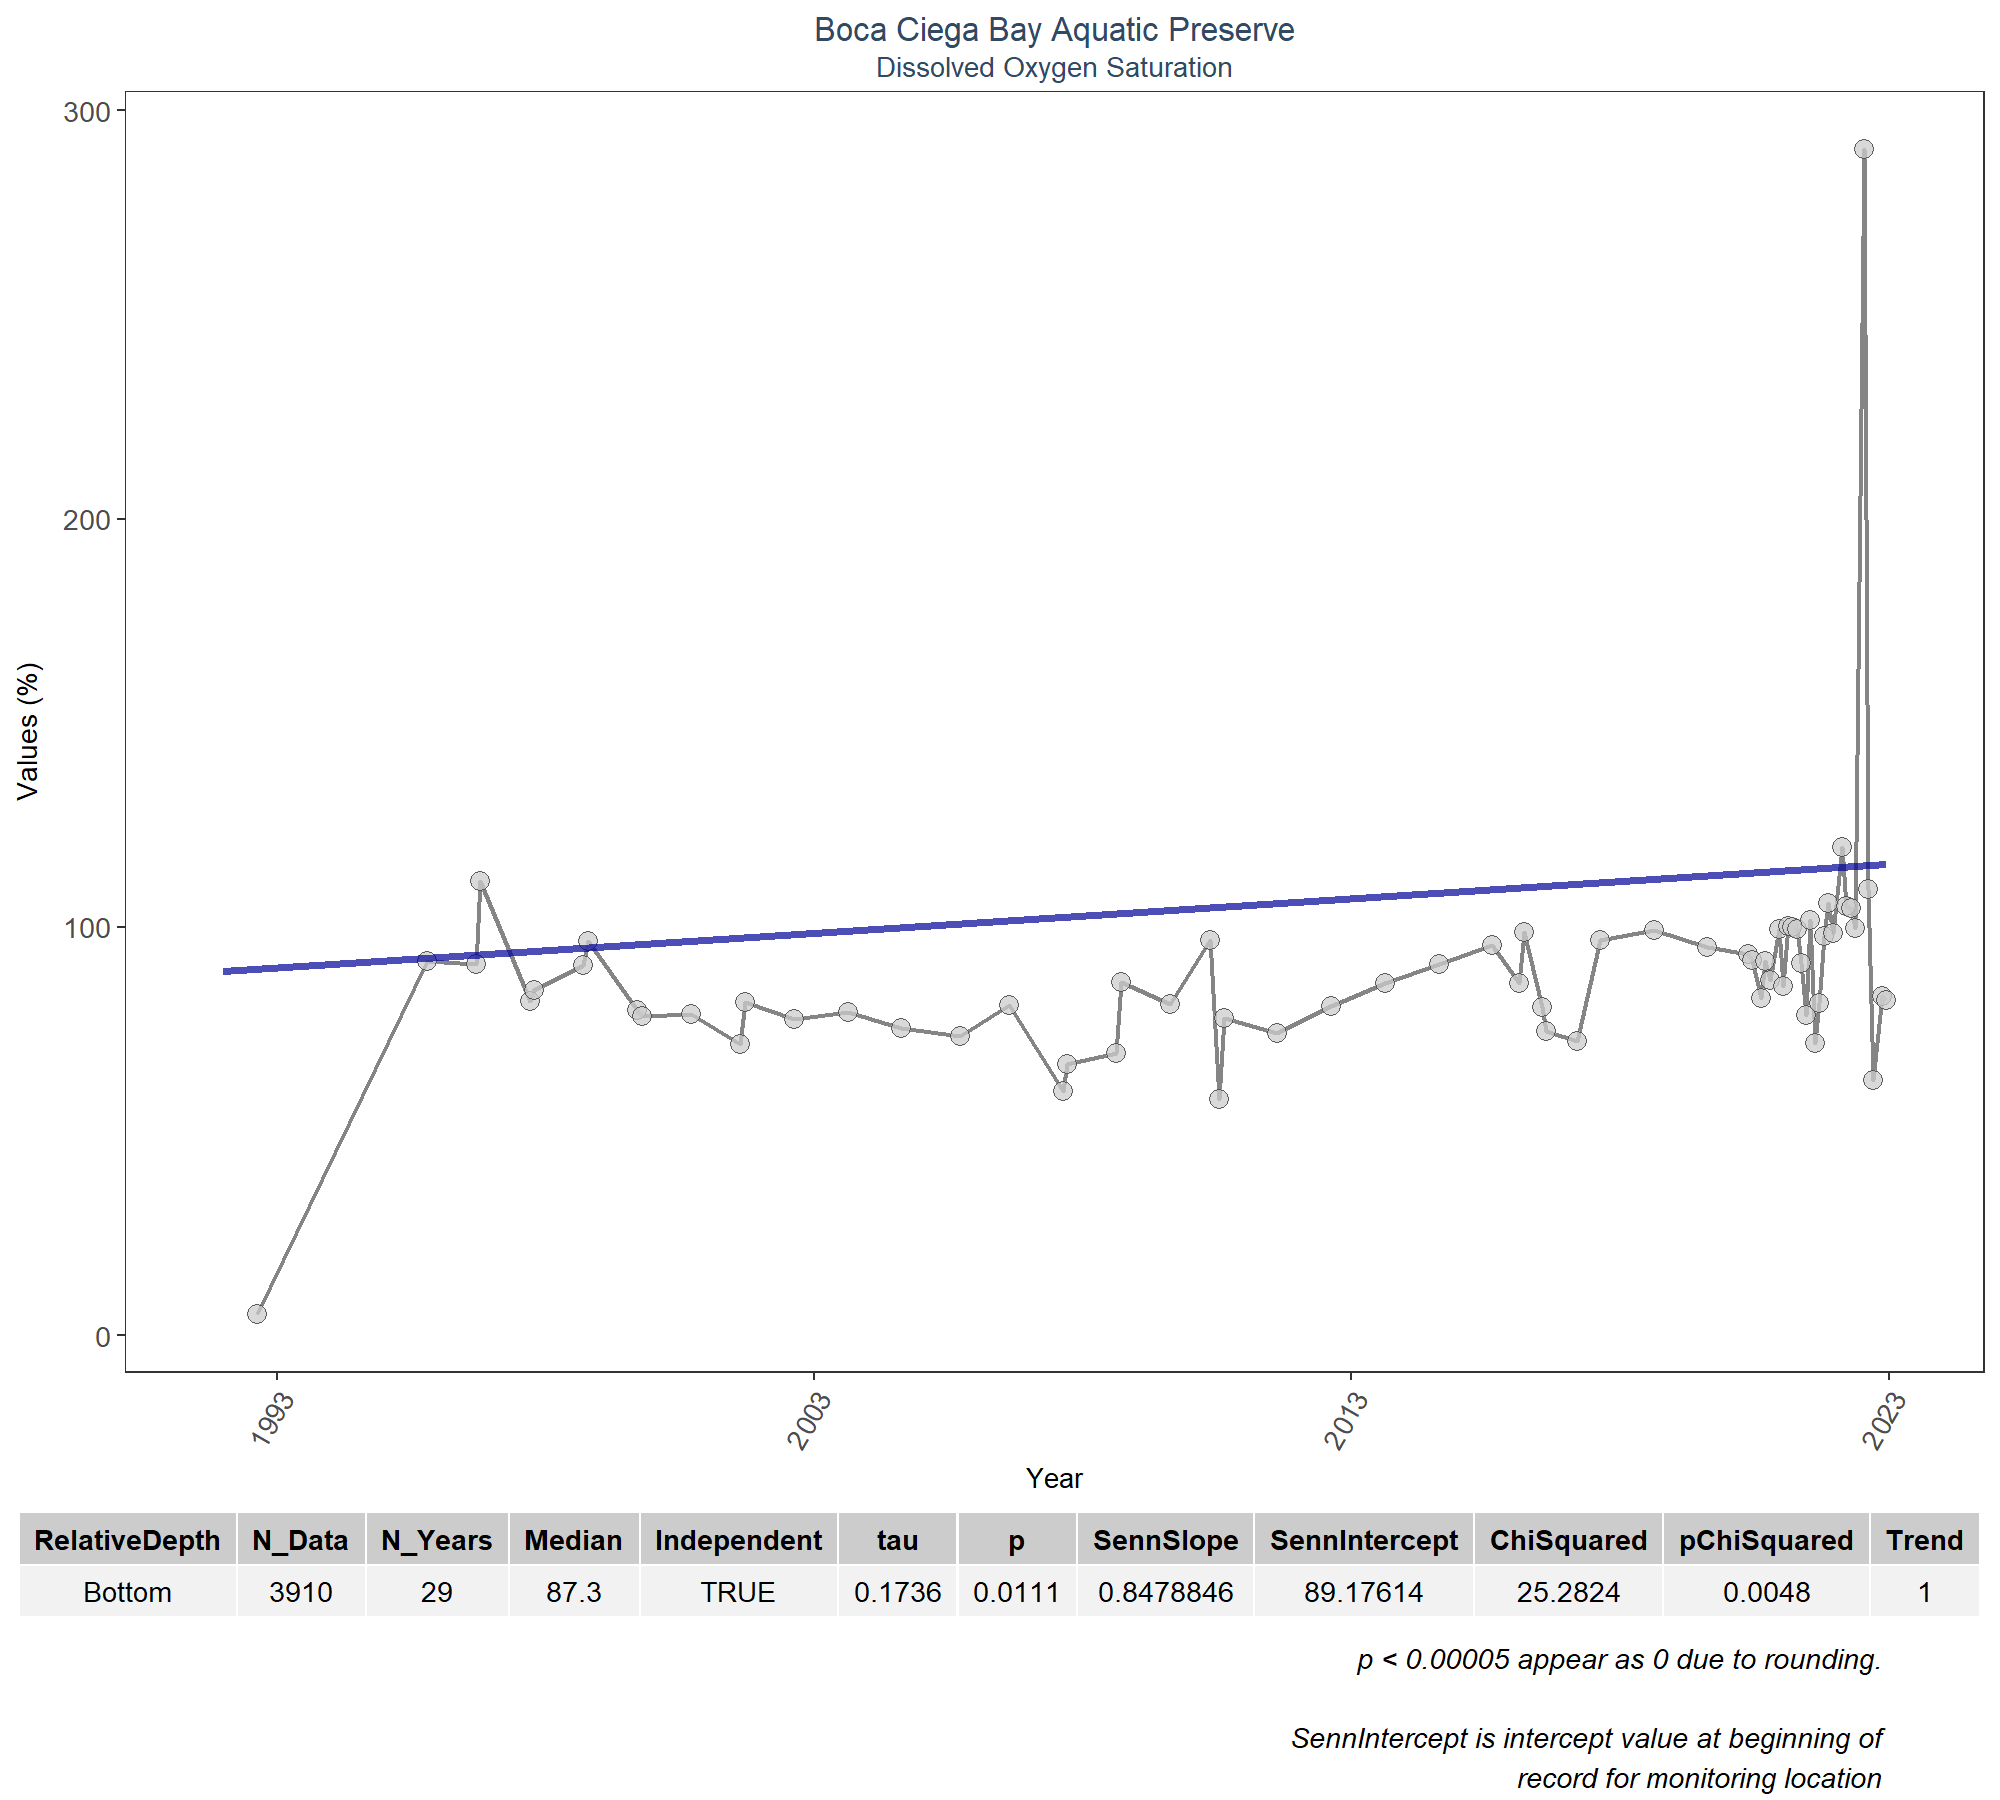 Boca Ciega Bay Aquatic Preserve
Dissolved Oxygen Saturation
300
200
100
0
Values (%)
1993
2003
2013
2023
Year
RelativeDepth N_Data N_Years Median Independent tau p SennSlope SennIntercept ChiSquared pChiSquared Trend
Bottom 3910 29 87.3 TRUE 0.1736 0.0111 0.8478846 89.17614 25.2824 0.0048 1
p < 0.00005 appear as 0 due to rounding.
SennIntercept is intercept value at beginning of
record for monitoring location